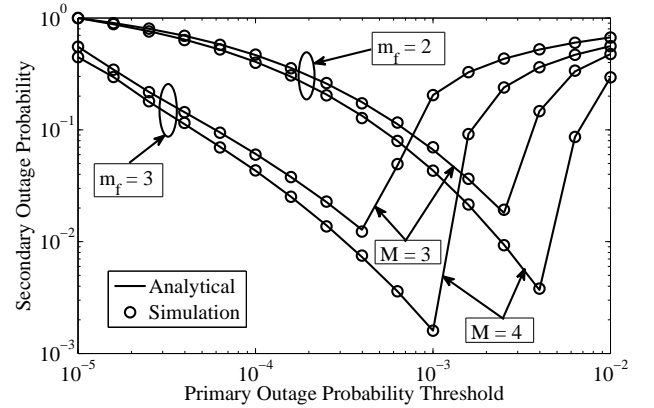 10^0
10^-1
10^-2
10^-3
Secondary Outage Probability
m_f = 2
m_f = 3
M = 3
M = 4
Analytical
Simulation
10^-5 10^-4 10^-3 10^-2
Primary Outage Probability Threshold